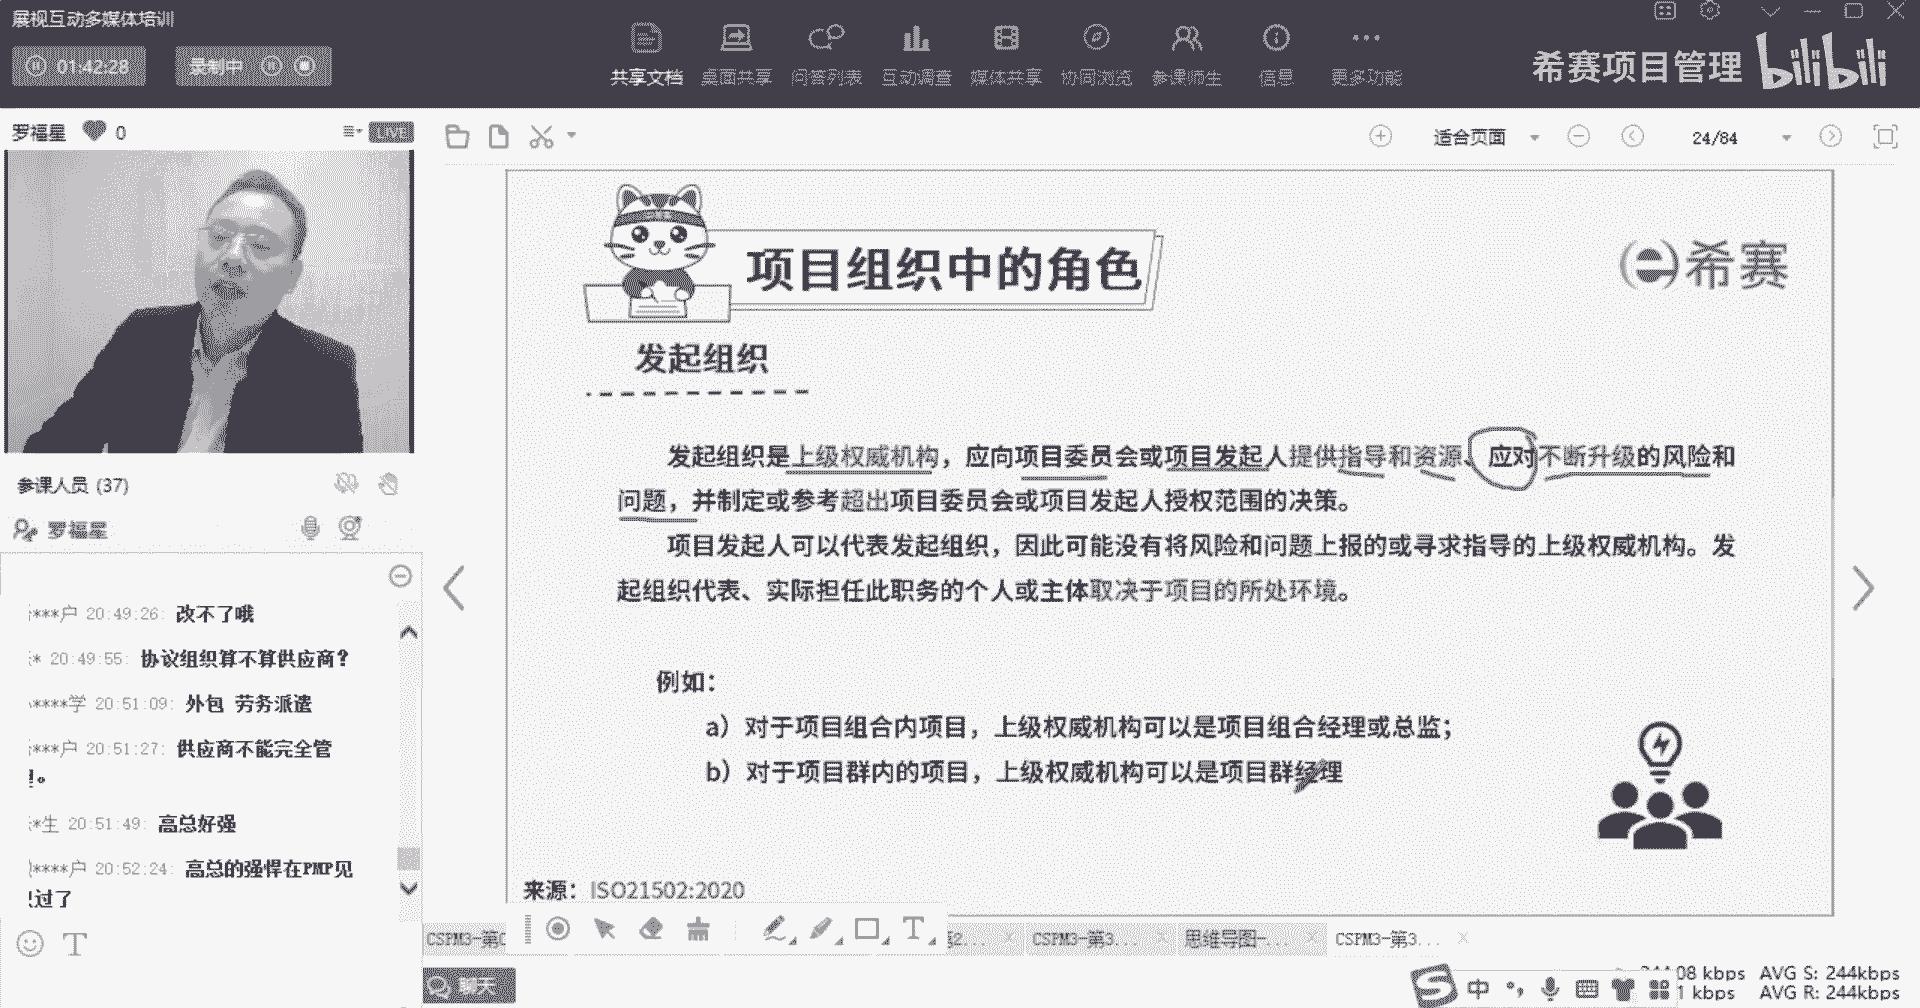 展视互动多媒体培训
01:42:28
录制中
共享文档
桌面共享
问答列表
互动调查
媒体共享
协同浏览
参课师生
信息
更多功能
希赛项目管理
bilibili
罗福星 0
LIVE
适合页面
24/84
项目组织中的角色
希赛
发起组织
发起组织是上级权威机构，应向项目委员会或项目发起人提供指导和资源、应对不断升级的风险和
问题，并制定或参考超出项目委员会或项目发起人授权范围的决策。
项目发起人可以代表发起组织，因此可能没有将风险和问题上报的或寻求指导的上级权威机构。发
起组织代表、实际担任此职务的个人或主体取决于项目的所处环境。
例如：
a）对于项目组合内项目，上级权威机构可以是项目组合经理或总监；
b）对于项目群内的项目，上级权威机构可以是项目群经理
来源：ISO21502:2020
参课人员 (37)
罗福星
***户 20:49:26: 改不了哦
* 20:49:55: 协议组织算不算供应商？
****学 20:51:09: 外包 劳务派遣
***户 20:51:27: 供应商不能完全管
。
*生 20:51:49: 高总好强
****户 20:52:24: 高总的强悍在PMP见
过了
CSPM3-第
2...
CSPM3-第3...
思维导图-...
CSPM3-第3...
聊天
中
08 kbps AVG S: 244kbps
1 kbps AVG R: 244kbps